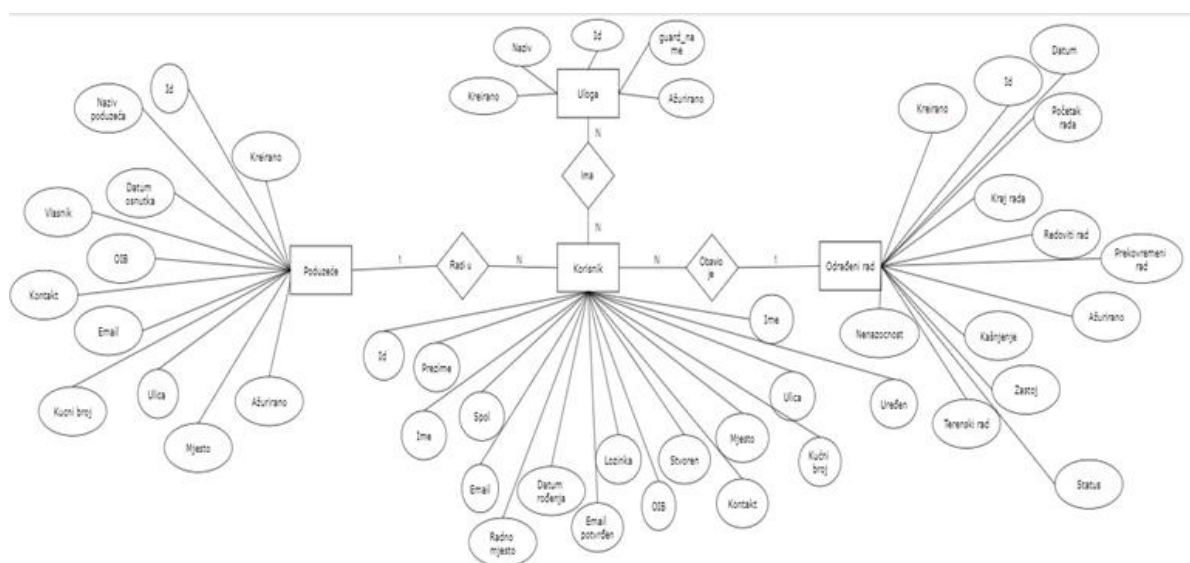 Id
guard_na
me
Naziv
Kreirano
Uloga
Ažurirano
N
Ima
N
Id
Naziv
poduzeća
Kreirano
Datum
osnutka
Vlasnik
OIB
Kontakt
Email
Kucni broj
Ulica
Mjesto
Ažurirano
Poduzeće
1
Radi u
N
Korisnik
N
Obavio
je
1
Odrađeni rad
Id
Prezime
Ime
Spol
Email
Radno
mjesto
Datum
rođenja
Email
potvrđen
Lozinka
OIB
Stvoren
Mjesto
Kontakt
Ulica
Kućni
broj
Ime
Uređen
Datum
Id
Kreirano
Početak
rada
Kraj rada
Redoviti rad
Prekovremeni
rad
Ažurirano
Nenazocnost
Kašnjenje
Zastoj
Terenski rad
Status